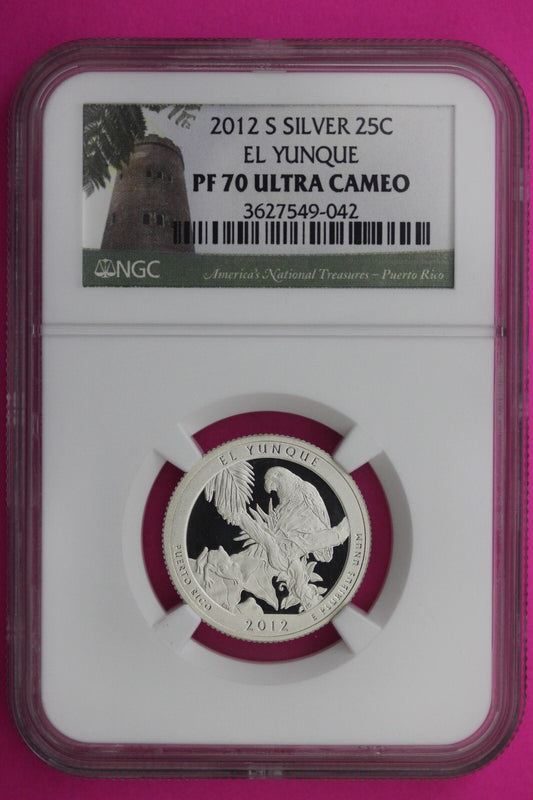 2012 S SILVER 25C
EL YUNQUE
PF 70 ULTRA CAMEO
3627549-042
NGC
America's National Treasures – Puerto Rico
EL YUNQUE
PUERTO RICO
2012
E PLURIBUS UNUM